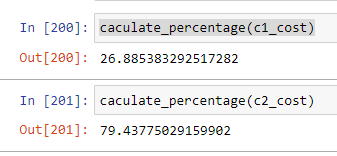 In [200]: caculate_percentage(c1_cost)
Out[200]: 26.885383292517282
In [201]: caculate_percentage(c2_cost)
Out[201]: 79.43775029159902